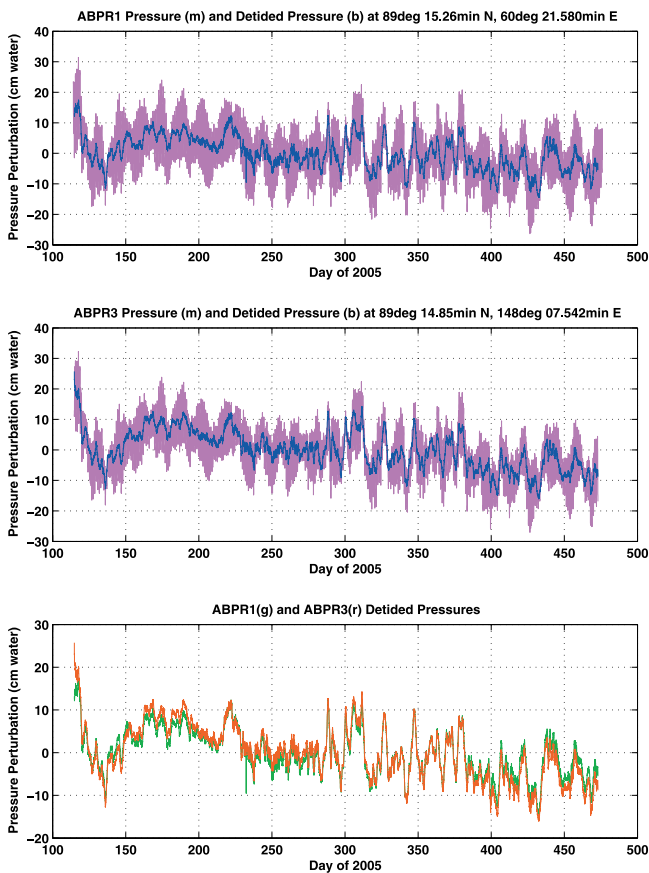 ABPR1 Pressure (m) and Detided Pressure (b) at 89deg 15.26min N, 60deg 21.580min E
Pressure Perturbation (cm water)
40
30
20
10
0
−10
−20
−30
100 150 200 250 300 350 400 450 500
Day of 2005
ABPR3 Pressure (m) and Detided Pressure (b) at 89deg 14.85min N, 148deg 07.542min E
Pressure Perturbation (cm water)
40
30
20
10
0
−10
−20
−30
100 150 200 250 300 350 400 450 500
Day of 2005
ABPR1(g) and ABPR3(r) Detided Pressures
Pressure Perturbation (cm water)
30
20
10
0
−10
−20
100 150 200 250 300 350 400 450 500
Day of 2005